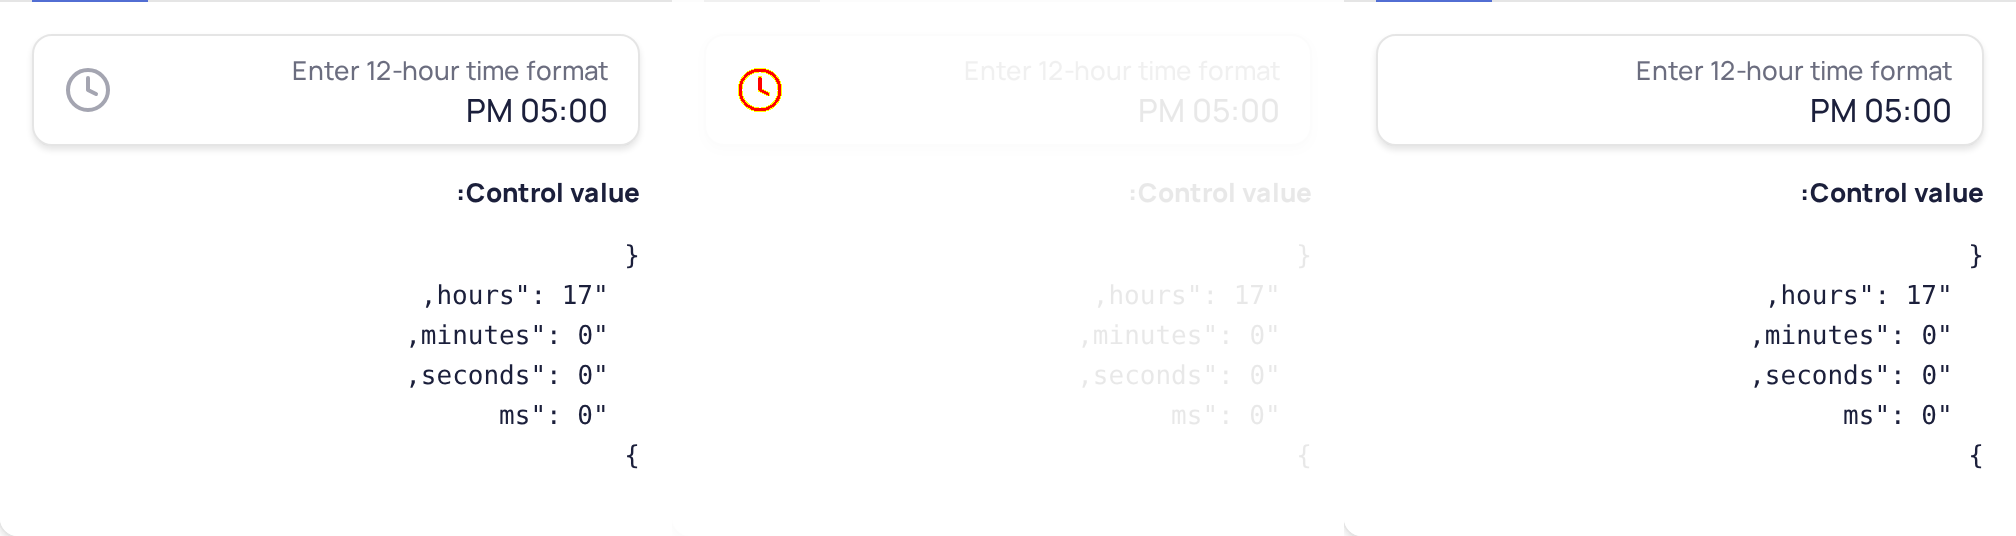 Enter 12-hour time format
PM 05:00
:Control value
}
,hours": 17"
,minutes": 0"
,seconds": 0"
ms": 0"
{
Enter 12-hour time format
PM 05:00
:Control value
}
,hours": 17"
,minutes": 0"
,seconds": 0"
ms": 0"
{
Enter 12-hour time format
PM 05:00
:Control value
}
,hours": 17"
,minutes": 0"
,seconds": 0"
ms": 0"
{